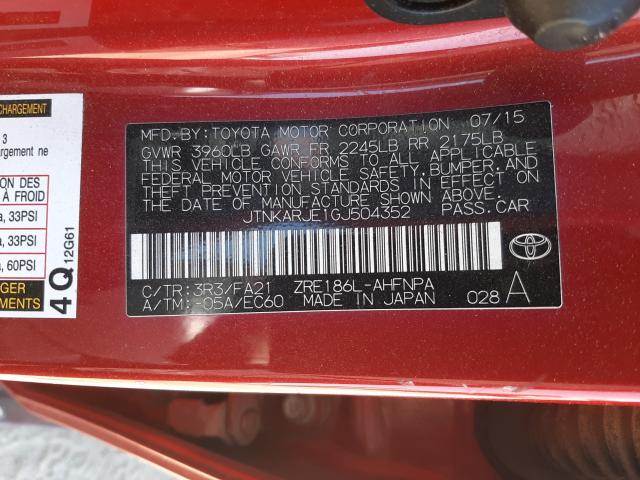 CHARGEMENT
3
argement ne
ION DES
À FROID
a, 33PSI
a, 33PSI
a, 60PSI
GER
EMENTS
4Q 12G61
MFD.BY: TOYOTA MOTOR CORPORATION 07/15
GVWR 3960LB GAWR FR 2245LB RR 2175LB
THIS VEHICLE CONFORMS TO ALL APPLICABLE
FEDERAL MOTOR VEHICLE SAFETY,BUMPER,AND
THEFT PREVENTION STANDARDS IN EFFECT ON
THE DATE OF MANUFACTURE SHOWN ABOVE.
JTNKARJE1GJ504352 PASS.CAR
C/TR: 3R3/FA21 ZRE186L-AHFNPA
A/TM: -05A/EC60 MADE IN JAPAN 028 A